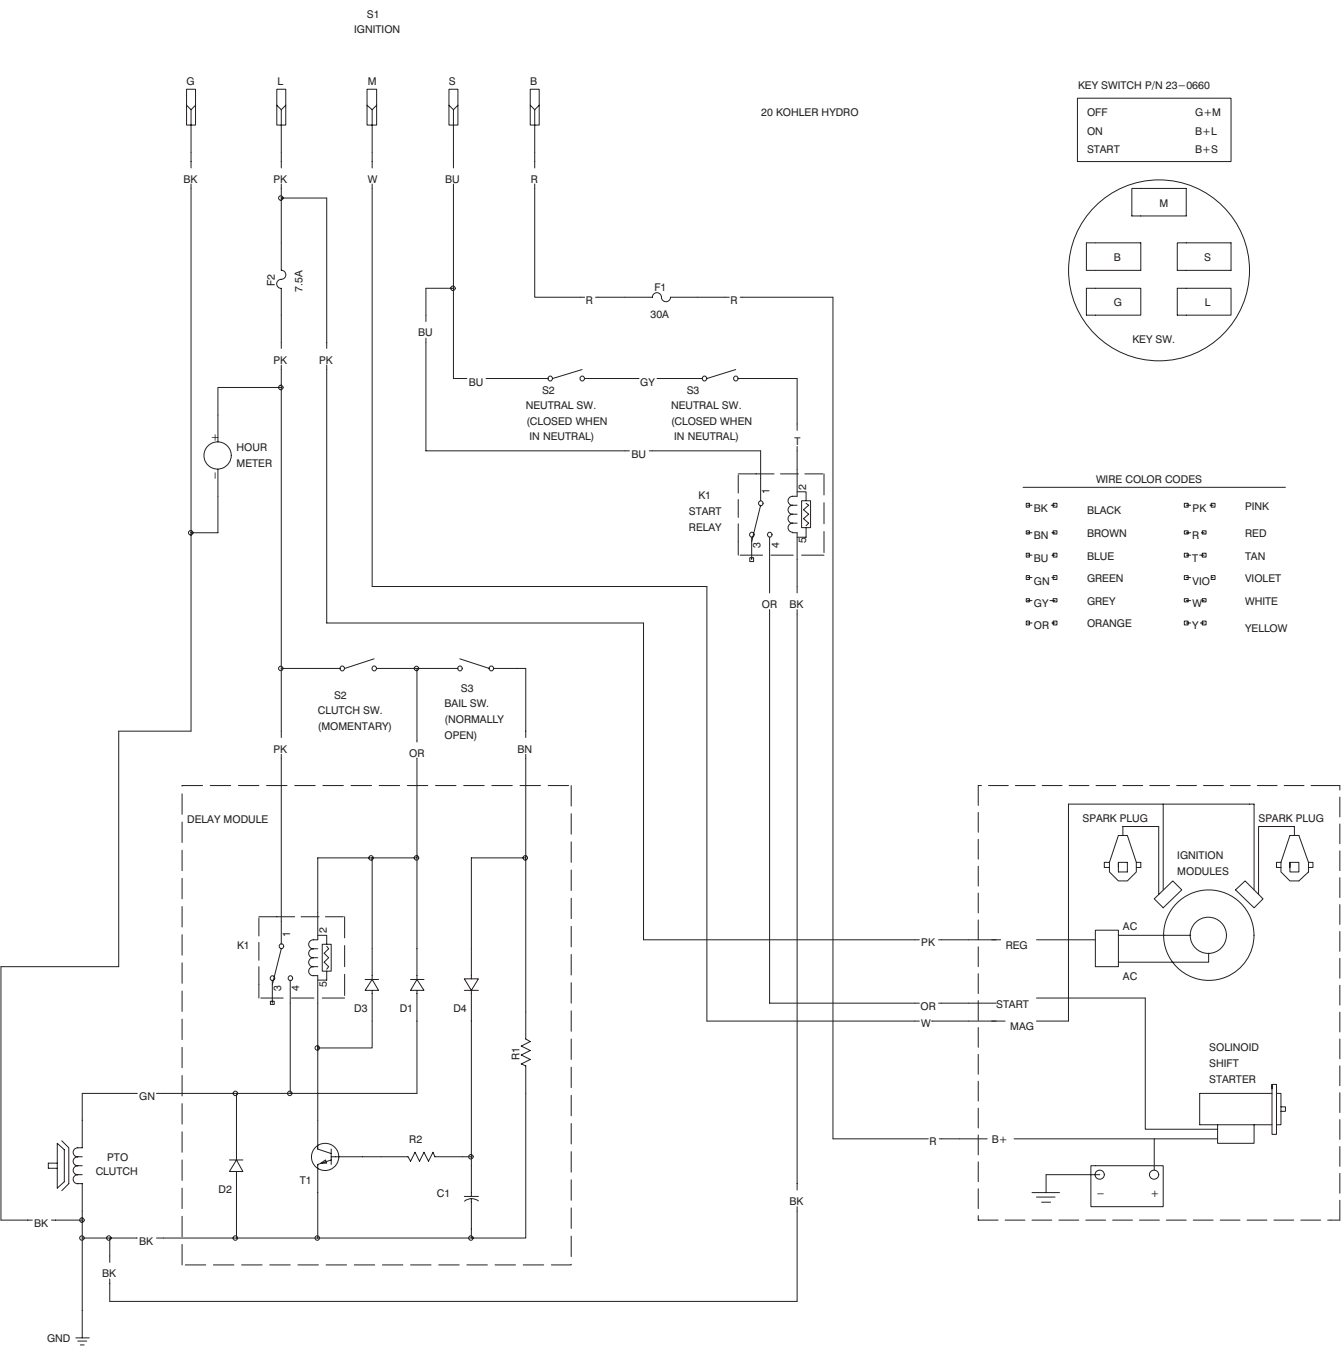 S1
IGNITION
G L M S B
KEY SWITCH P/N 23-0660
20 KOHLER HYDRO
OFF G+M
ON B+L
START B+S
BK PK W BU R
M
B S
G L
KEY SW.
F2
7.5A
R F1 R
30A
BU
PK PK
BU S2 GY S3
NEUTRAL SW.
(CLOSED WHEN
IN NEUTRAL)
NEUTRAL SW.
(CLOSED WHEN
IN NEUTRAL)
T
+
HOUR
METER
-
BU
K1
START
RELAY
1 2 3 4 5
OR BK
WIRE COLOR CODES
BK BLACK PK PINK
BN BROWN R RED
BU BLUE T TAN
GN GREEN VIO VIOLET
GY GREY W WHITE
OR ORANGE Y YELLOW
S2
CLUTCH SW.
(MOMENTARY)
S3
BAIL SW.
(NORMALLY
OPEN)
PK OR BN
DELAY MODULE
K1
1 2 3 4 5
D3 D1 D4
R1
GN
PTO
CLUTCH
D2
T1
R2
C1
BK
BK
BK
BK
GND
SPARK PLUG SPARK PLUG
IGNITION
MODULES
AC
AC
PK REG
OR START
W MAG
SOLINOID
SHIFT
STARTER
R B+
- +